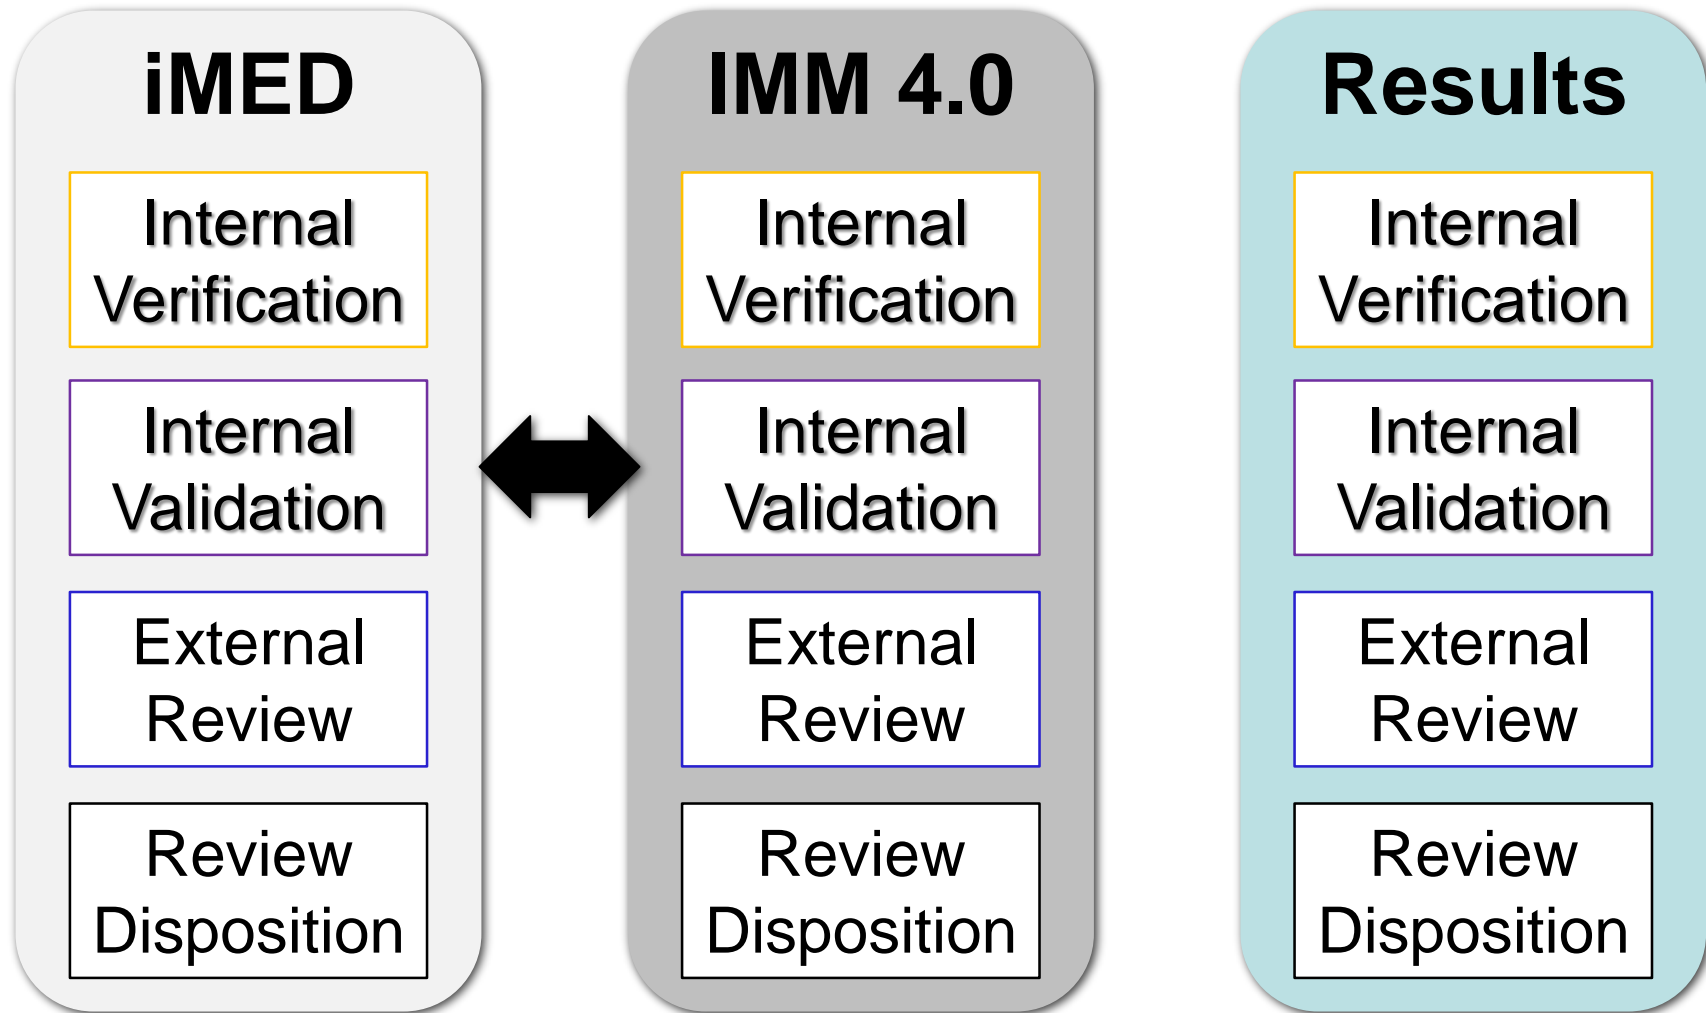 iMED
Internal
Verification
Internal
Validation
External
Review
Review
Disposition
IMM 4.0
Internal
Verification
Internal
Validation
External
Review
Review
Disposition
Results
Internal
Verification
Internal
Validation
External
Review
Review
Disposition